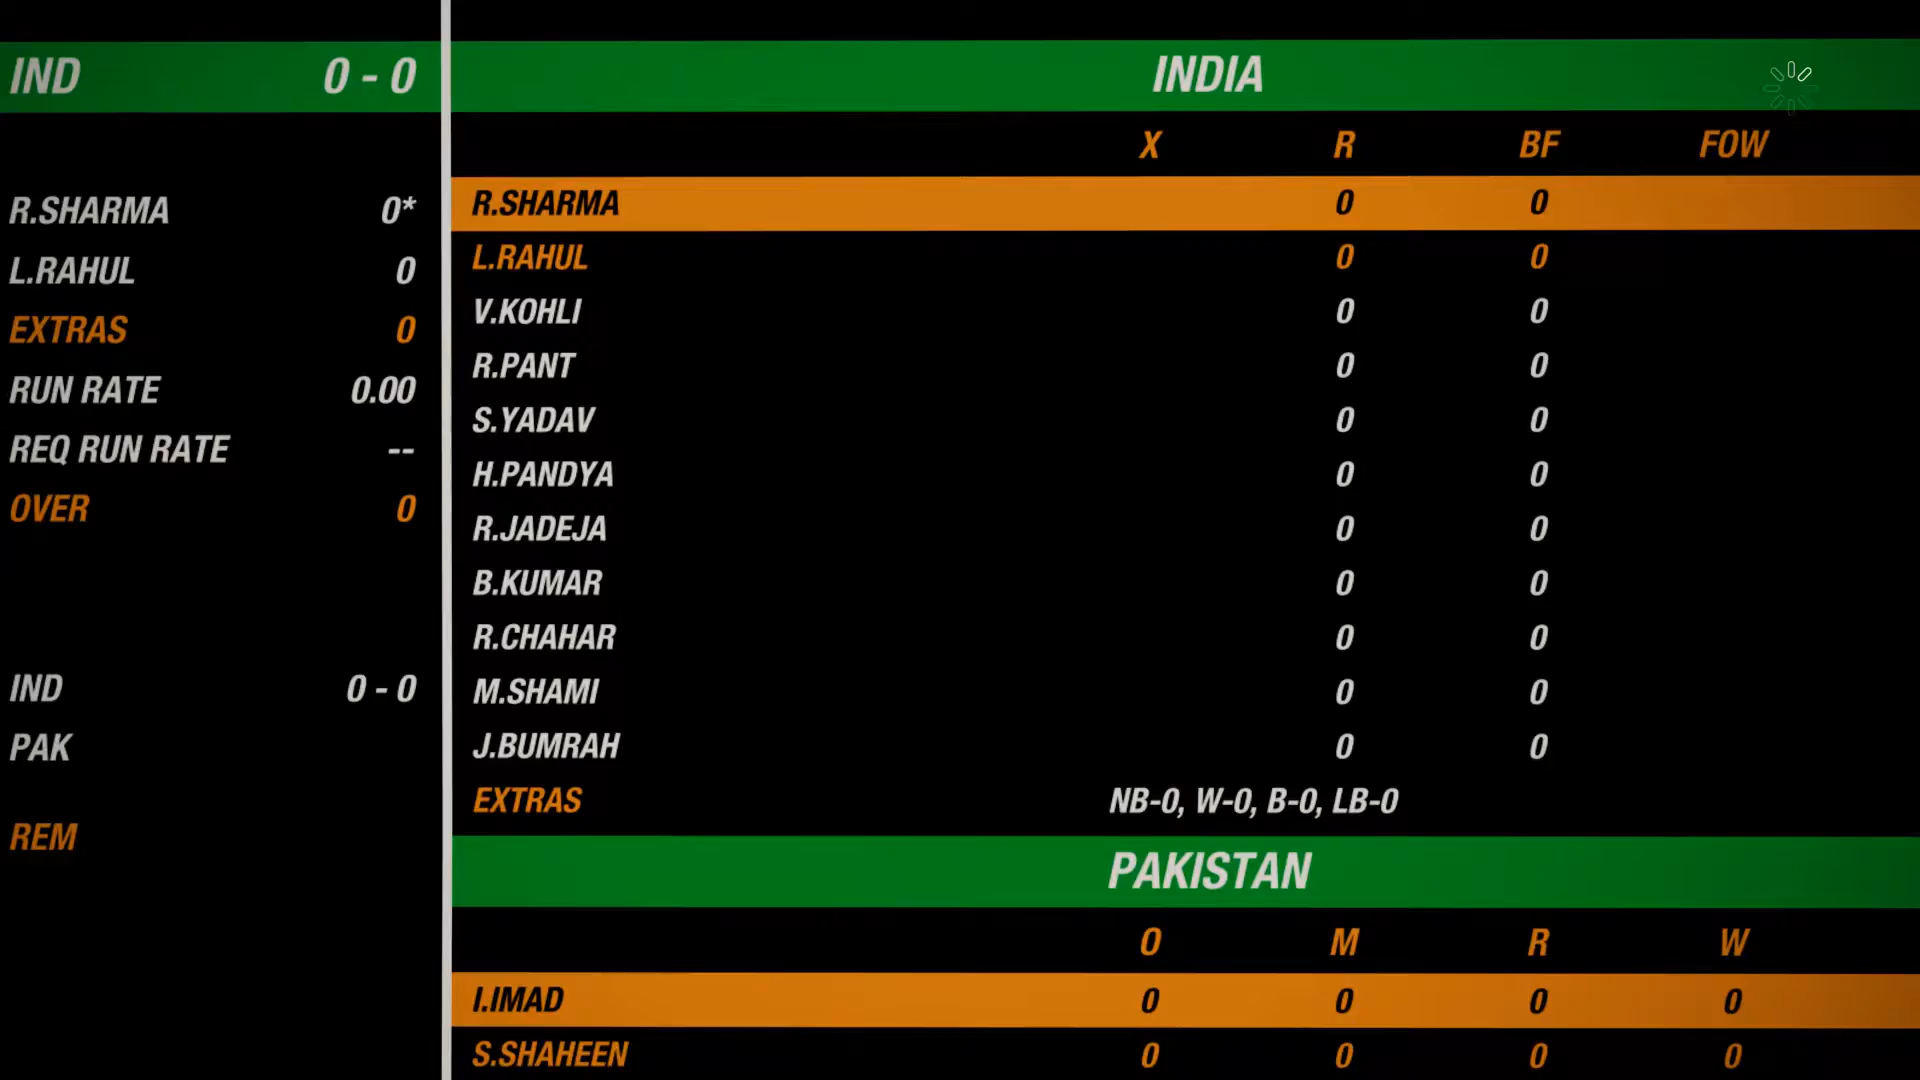 IND 0 - 0
R.SHARMA 0*
L.RAHUL 0
EXTRAS 0
RUN RATE 0.00
REQ RUN RATE --
OVER 0
IND 0 - 0
PAK
REM
INDIA
X R BF FOW
R.SHARMA 0 0
L.RAHUL 0 0
V.KOHLI 0 0
R.PANT 0 0
S.YADAV 0 0
H.PANDYA 0 0
R.JADEJA 0 0
B.KUMAR 0 0
R.CHAHAR 0 0
M.SHAMI 0 0
J.BUMRAH 0 0
EXTRAS NB-0, W-0, B-0, LB-0
PAKISTAN
O M R W
I.IMAD 0 0 0 0
S.SHAHEEN 0 0 0 0